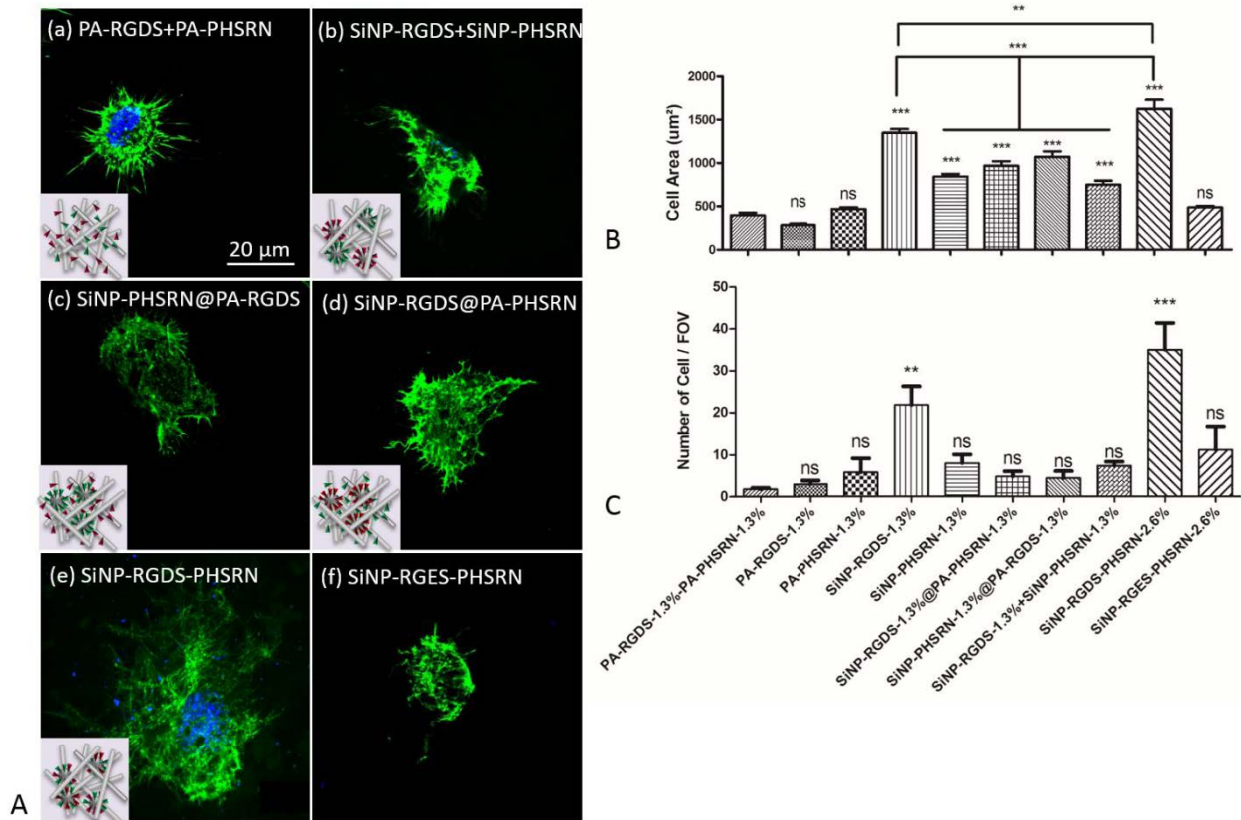 (a) PA-RGDS+PA-PHSRN
(b) SiNP-RGDS+SiNP-PHSRN
20 µm
(c) SiNP-PHSRN@PA-RGDS
(d) SiNP-RGDS@PA-PHSRN
(e) SiNP-RGDS-PHSRN
(f) SiNP-RGES-PHSRN
A
**
***
2000
1500
1000
500
0
Cell Area (um²)
ns
ns
***
***
***
***
***
***
ns
B
50
40
30
20
10
0
Number of Cell / FOV
ns
ns
**
ns
ns
ns
ns
***
ns
C
PA-RGDS-1.3%-PA-PHSRN-1.3%
PA-RGDS-1.3%
PA-PHSRN-1.3%
SiNP-RGDS-1,3%
SiNP-PHSRN-1.3%
SiNP-RGDS-1.3%@PA-PHSRN-1.3%
SiNP-PHSRN-1.3%@PA-RGDS-1.3%
SiNP-RGDS-1.3%+SiNP-PHSRN-1.3%
SiNP-RGDS-PHSRN-2.6%
SiNP-RGES-PHSRN-2.6%